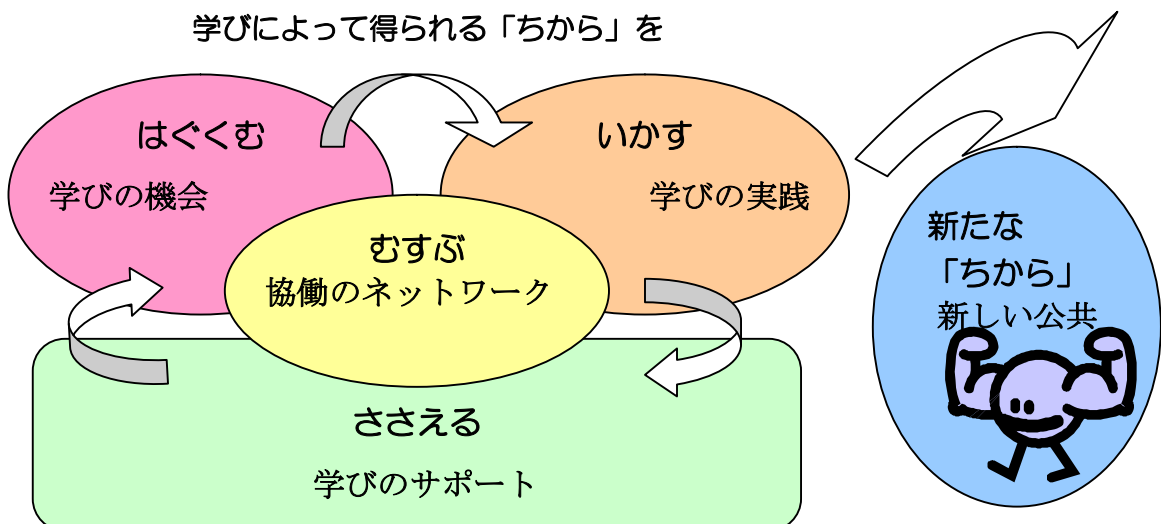 学びによって得られる「ちから」を
はぐくむ
学びの機会
いかす
学びの実践
むすぶ
協働のネットワーク
ささえる
学びのサポート
新たな
「ちから」
新しい公共